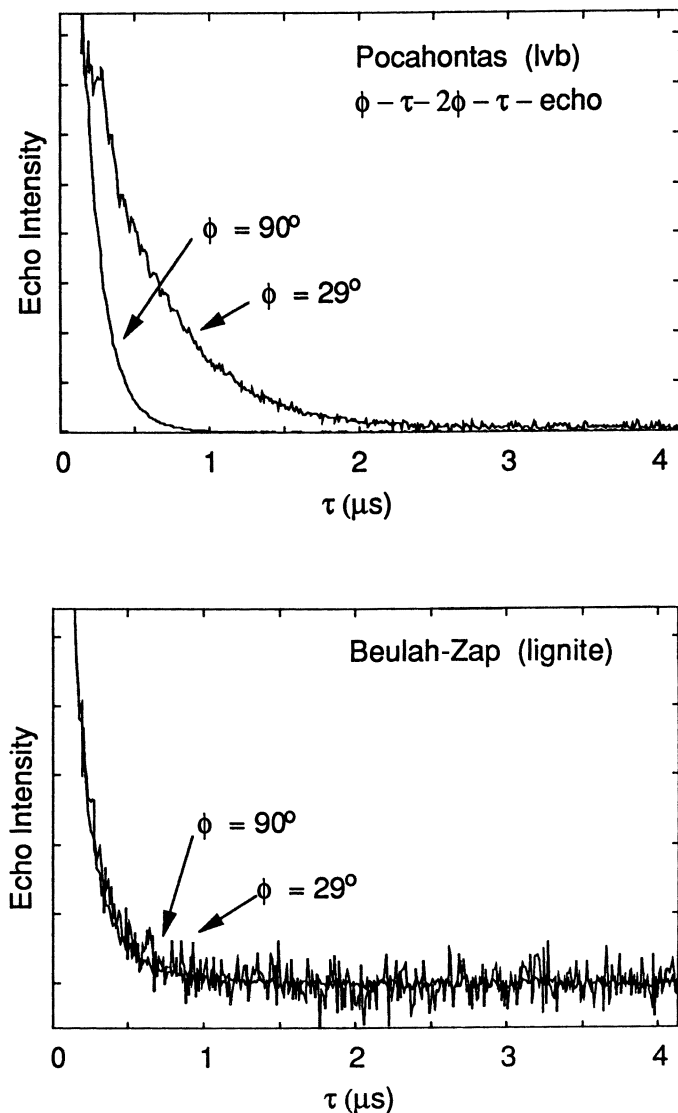 Pocahontas (lvb)
ϕ – τ – 2ϕ – τ – echo
Echo Intensity
ϕ = 90°
ϕ = 29°
0 1 2 3 4
τ (μs)
Beulah-Zap (lignite)
Echo Intensity
ϕ = 90°
ϕ = 29°
0 1 2 3 4
τ (μs)